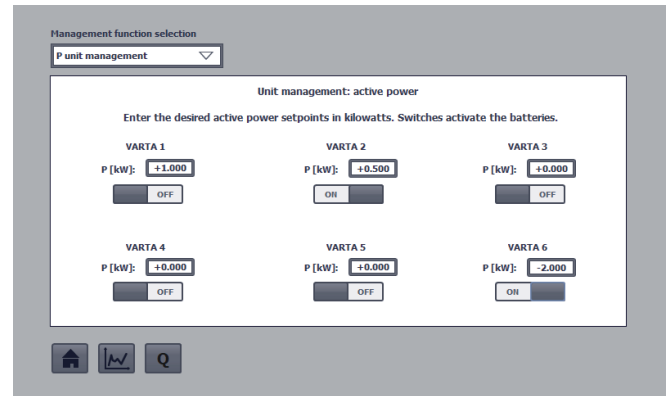 Management function selection
P unit management
Unit management: active power
Enter the desired active power setpoints in kilowatts. Switches activate the batteries.
VARTA 1 VARTA 2 VARTA 3
P [kW]: +1.000 P [kW]: +0.500 P [kW]: +0.000
OFF ON OFF
VARTA 4 VARTA 5 VARTA 6
P [kW]: +0.000 P [kW]: +0.000 P [kW]: -2.000
OFF OFF ON
Q